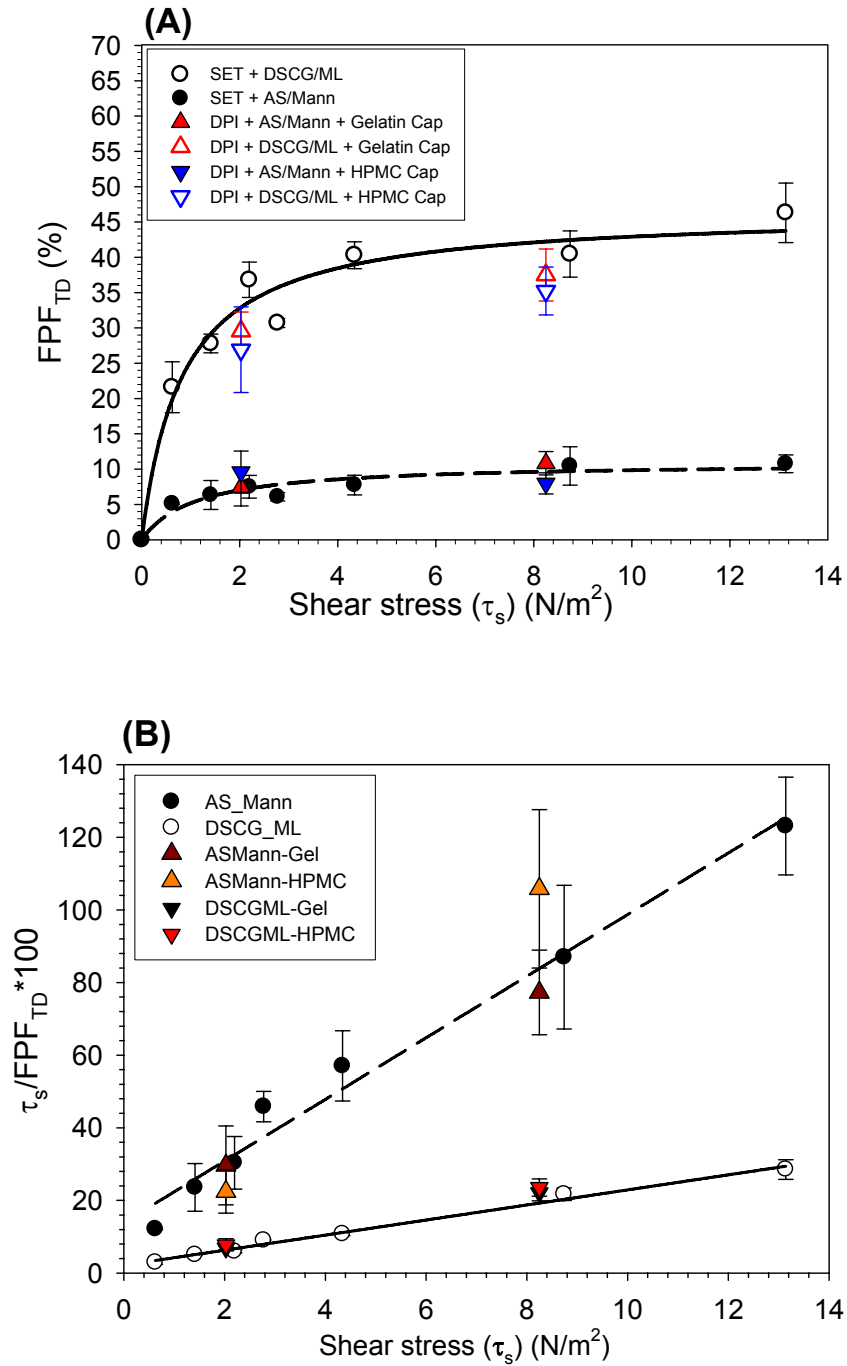 (A)
70
65
60
55
50
45
40
35
30
25
20
15
10
5
0
FPF_TD (%)
SET + DSCG/ML
SET + AS/Mann
DPI + AS/Mann + Gelatin Cap
DPI + DSCG/ML + Gelatin Cap
DPI + AS/Mann + HPMC Cap
DPI + DSCG/ML + HPMC Cap
0 2 4 6 8 10 12 14
Shear stress (τ_s) (N/m²)
(B)
140
120
100
80
60
40
20
0
τ_s/FPF_TD*100
AS_Mann
DSCG_ML
ASMann-Gel
ASMann-HPMC
DSCGML-Gel
DSCGML-HPMC
0 2 4 6 8 10 12 14
Shear stress (τ_s) (N/m²)